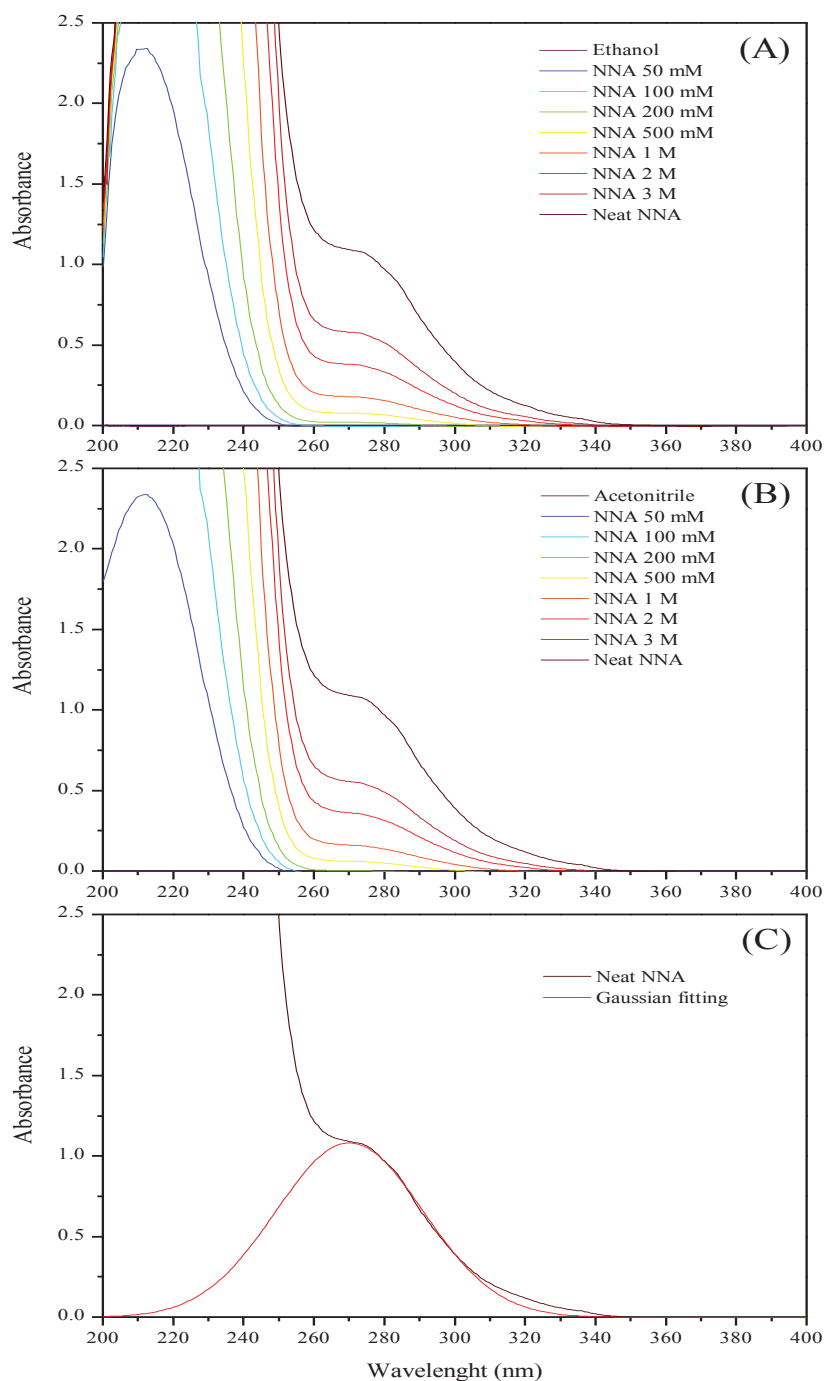 (A)
Ethanol
NNA 50 mM
NNA 100 mM
NNA 200 mM
NNA 500 mM
NNA 1 M
NNA 2 M
NNA 3 M
Neat NNA
Absorbance
2.5
2.0
1.5
1.0
0.5
0.0
200 220 240 260 280 300 320 340 360 380 400
(B)
Acetonitrile
NNA 50 mM
NNA 100 mM
NNA 200 mM
NNA 500 mM
NNA 1 M
NNA 2 M
NNA 3 M
Neat NNA
Absorbance
2.5
2.0
1.5
1.0
0.5
0.0
200 220 240 260 280 300 320 340 360 380 400
(C)
Neat NNA
Gaussian fitting
Absorbance
2.5
2.0
1.5
1.0
0.5
0.0
200 220 240 260 280 300 320 340 360 380 400
Wavelenght (nm)